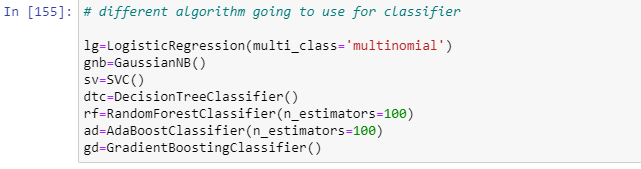 In [155]: # different algorithm going to use for classifier
lg=LogisticRegression(multi_class='multinomial')
gnb=GaussianNB()
sv=SVC()
dtc=DecisionTreeClassifier()
rf=RandomForestClassifier(n_estimators=100)
ad=AdaBoostClassifier(n_estimators=100)
gd=GradientBoostingClassifier()